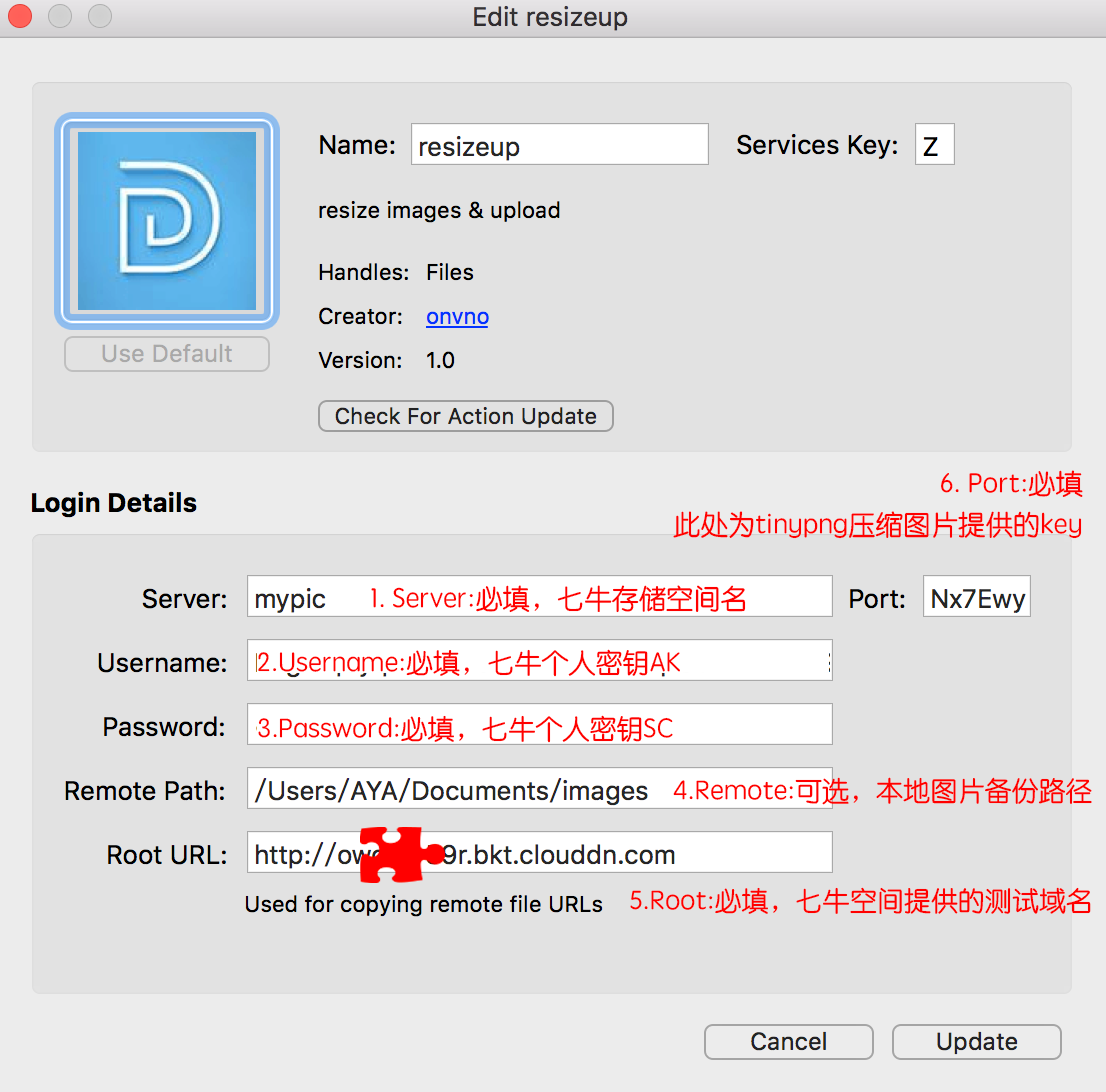 Edit resizeup
Name: resizeup Services Key: Z
resize images & upload
Handles: Files
Creator: onvno
Version: 1.0
Use Default
Check For Action Update
6. Port:必填
此处为tinypng压缩图片提供的key
Login Details
Server: mypic 1. Server:必填，七牛存储空间名 Port: Nx7Ewy
Username: 2.Username:必填，七牛个人密钥AK
Password: 3.Password:必填，七牛个人密钥SC
Remote Path: /Users/AYA/Documents/images 4.Remote:可选，本地图片备份路径
Root URL: http://ow 9r.bkt.clouddn.com
Used for copying remote file URLs 5.Root:必填，七牛空间提供的测试域名
Cancel Update